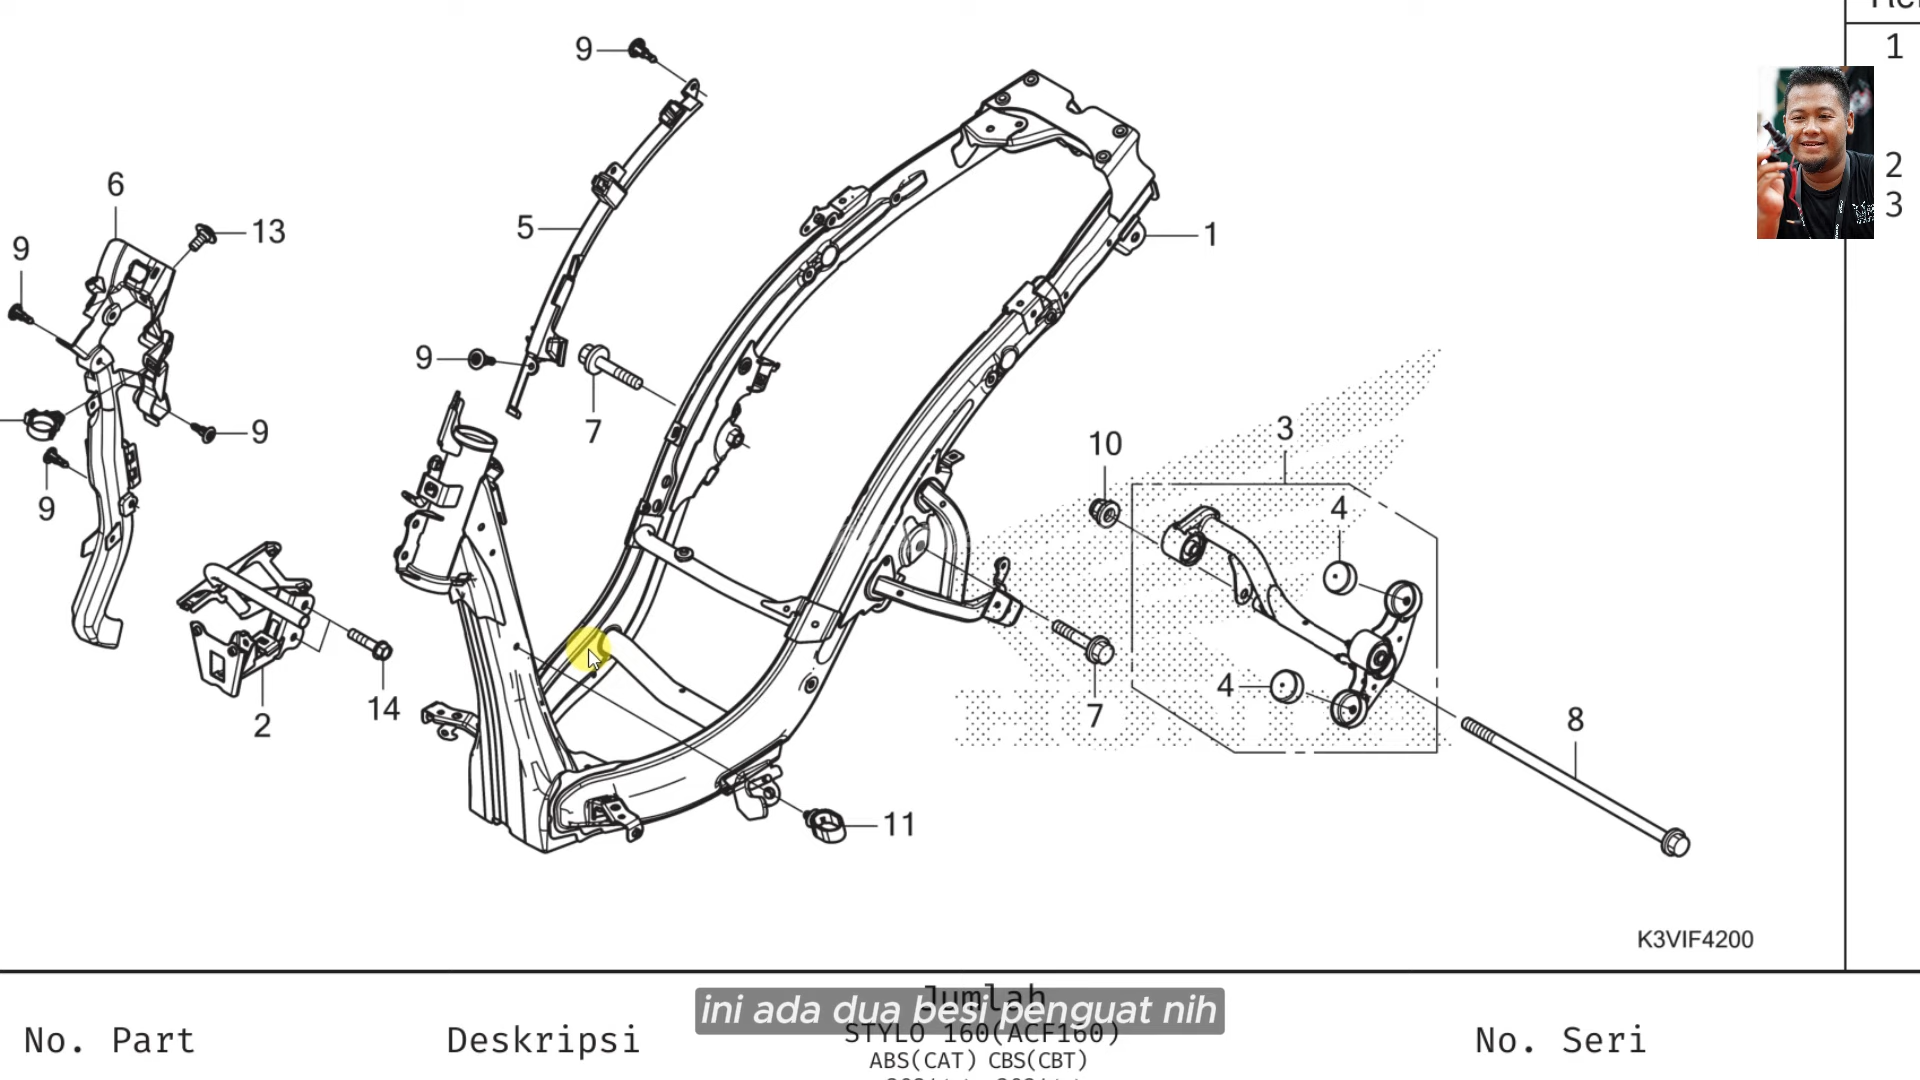 1
9
2
3
6
13
9
5
1
9
7
10
3
4
9
9
14
2
4
7
8
11
K3VIF4200
Jumlah
ini ada dua besi penguat nih
No. Part
Deskripsi
STYLO 160(ACF160)
No. Seri
ABS(CAT) CBS(CBT)